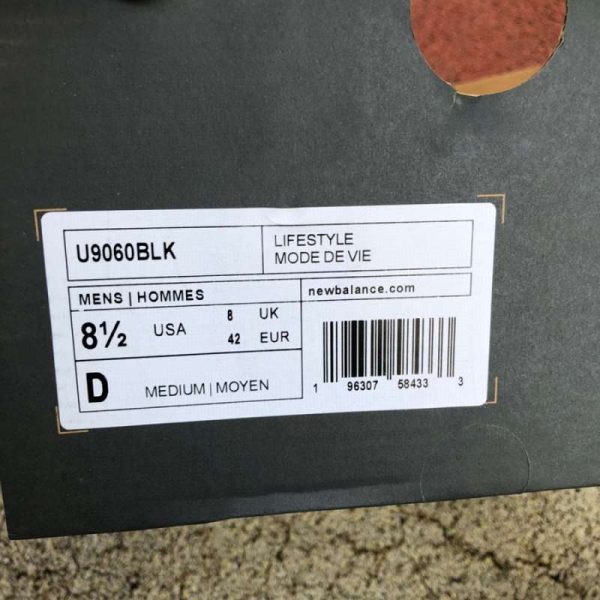 U9060BLK
LIFESTYLE
MODE DE VIE
MENS | HOMMES
8½ USA 8 UK
42 EUR
D MEDIUM | MOYEN
newbalance.com
1 96307 58433 3